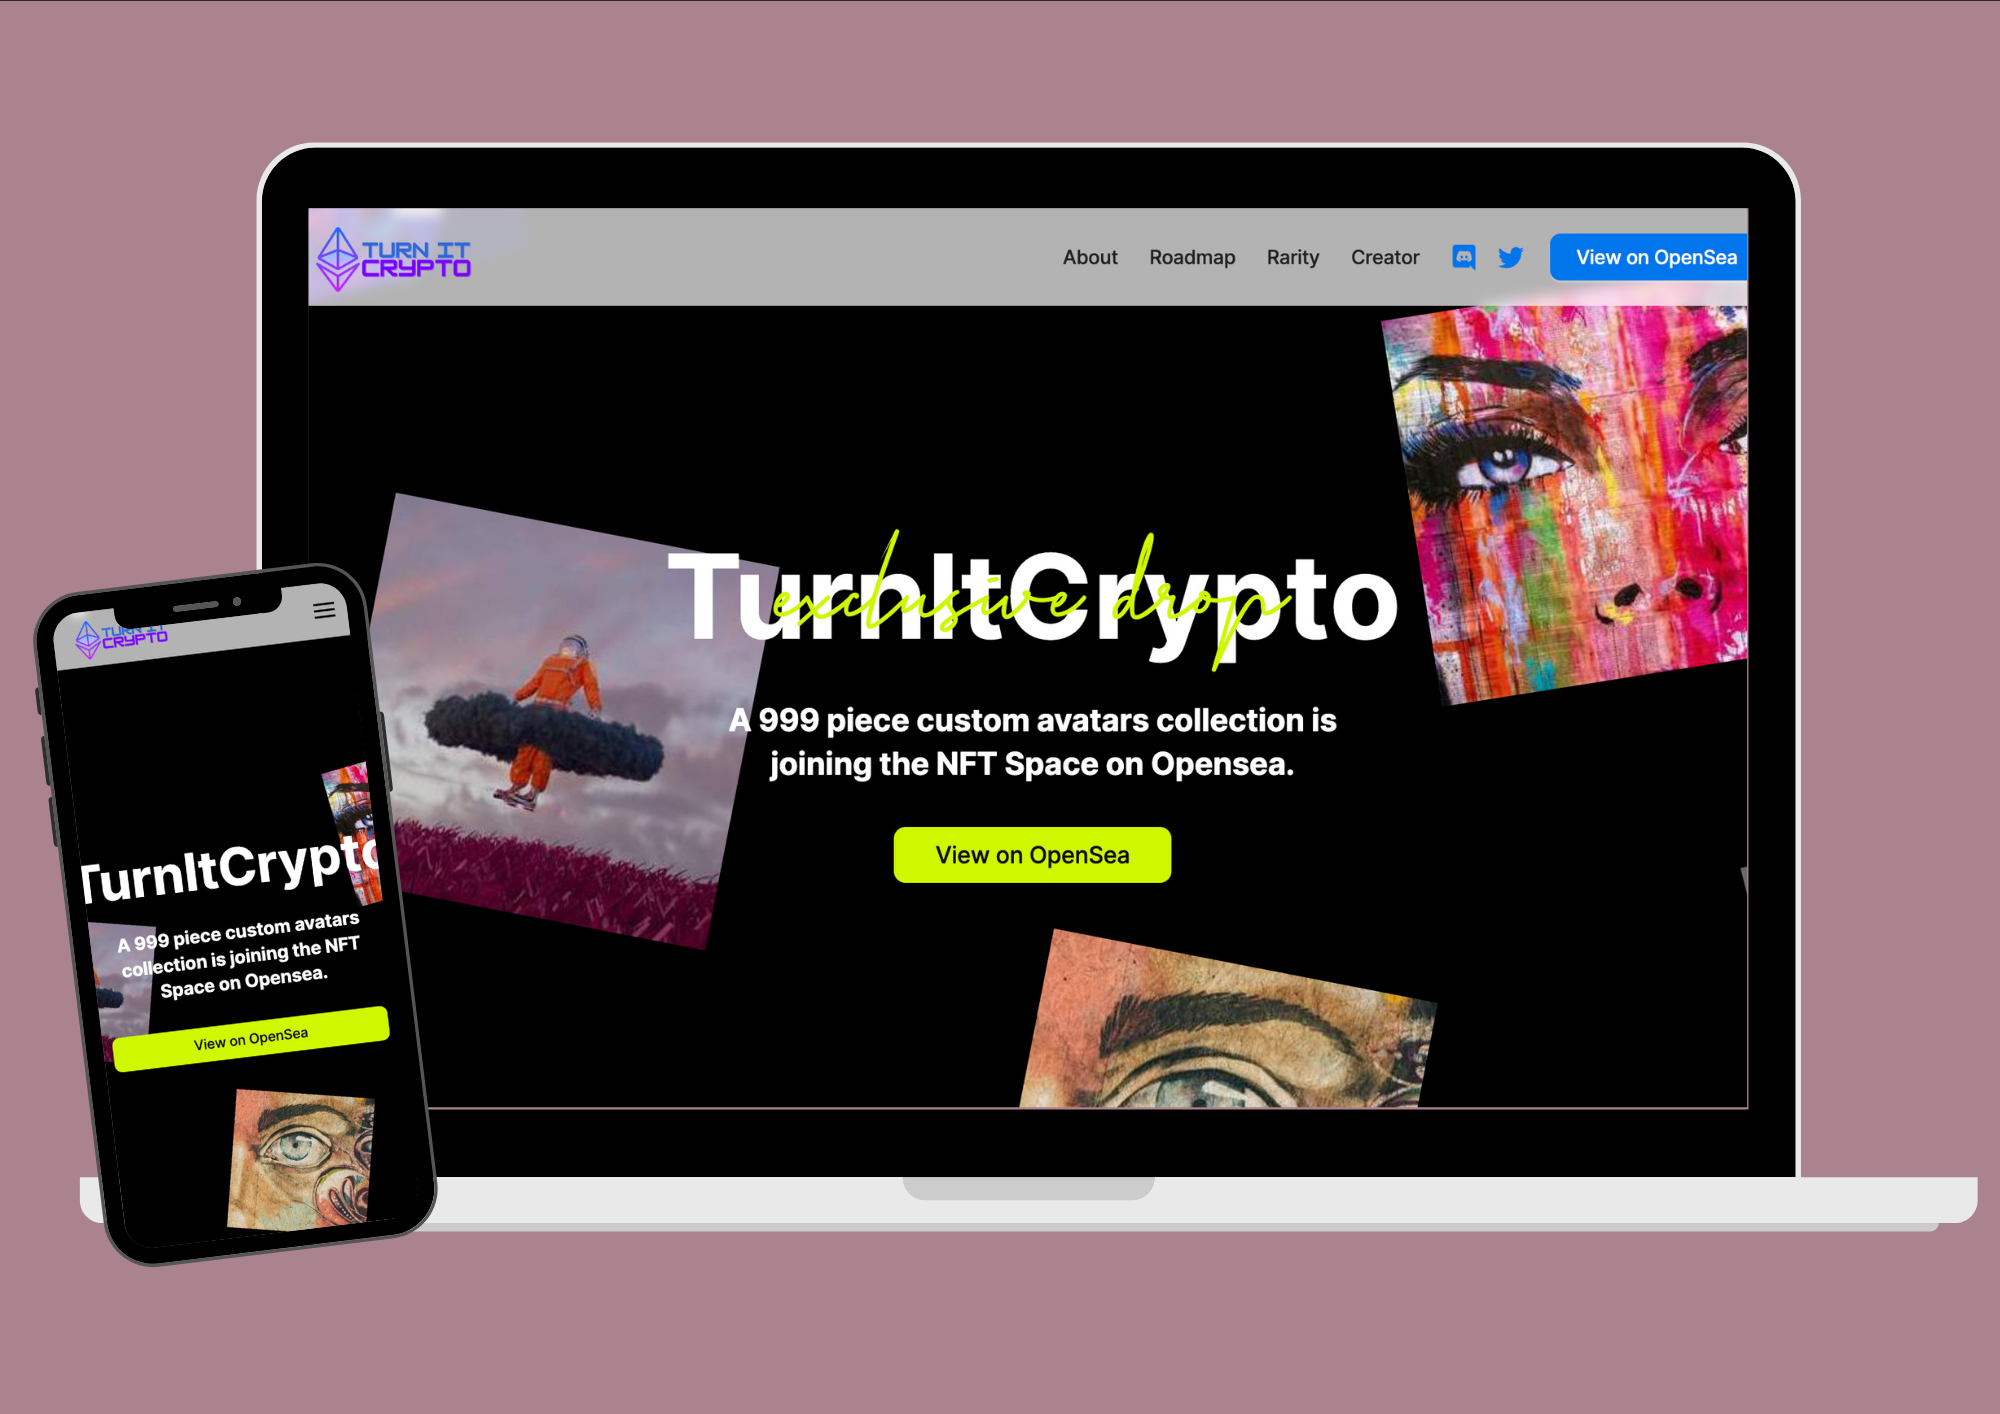 TURN IT
CRYPTO
About Roadmap Rarity Creator View on OpenSea
TurnItCrypto
exclusive drop
A 999 piece custom avatars collection is
joining the NFT Space on Opensea.
View on OpenSea
TURN IT
CRYPTO
TurnItCrypto
A 999 piece custom avatars
collection is joining the NFT
Space on Opensea.
View on OpenSea